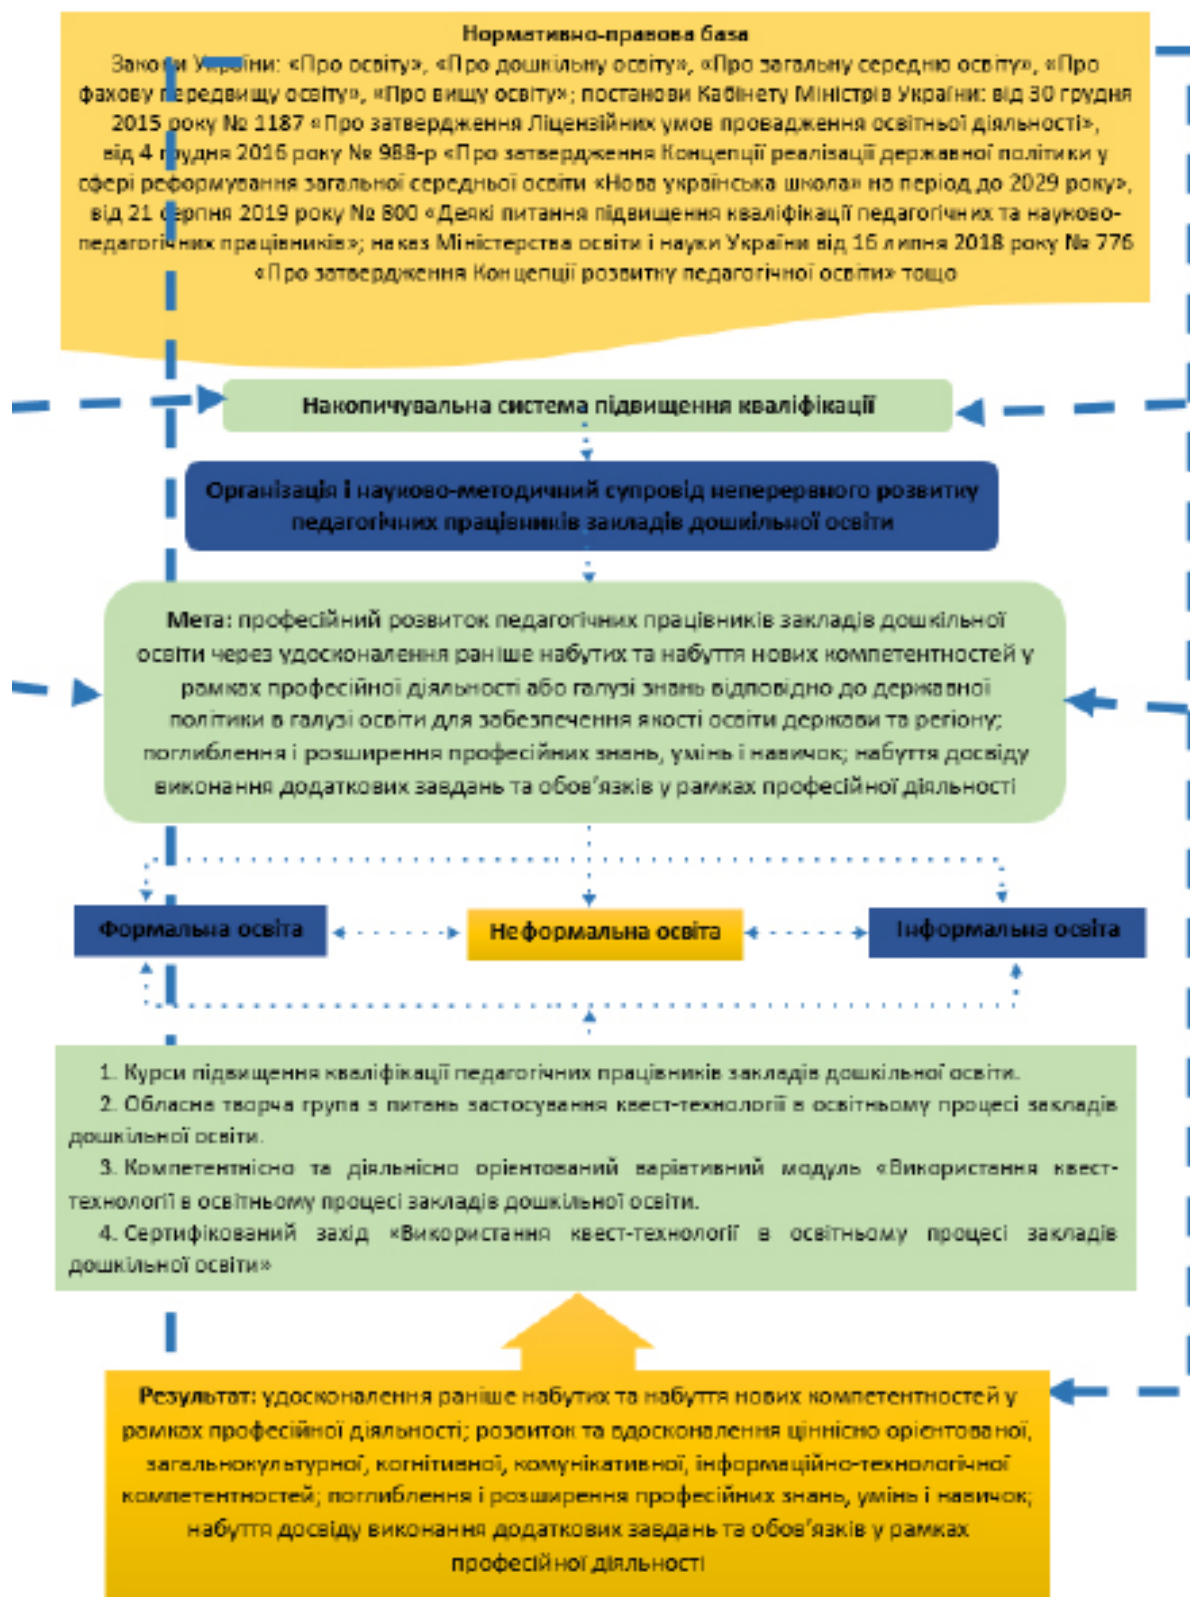 Нормативно-правова база
Закони України: «Про освіту», «Про дошкільну освіту», «Про загальну середню освіту», «Про
фахову передвищу освіту», «Про вищу освіту»; постанови Кабінету Міністрів України: від 30 грудня
2015 року № 1187 «Про затвердження Ліцензійних умов провадження освітньої діяльності»,
від 4 грудня 2016 року № 988-р «Про затвердження Концепції реалізації державної політики у
сфері реформування загальної середньої освіти «Нова українська школа» на період до 2029 року»,
від 21 серпня 2019 року № 800 «Деякі питання підвищення кваліфікації педагогічних та науково-
педагогічних працівників»; наказ Міністерства освіти і науки України від 16 липня 2018 року № 776
«Про затвердження Концепції розвитку педагогічної освіти» тощо
Накопичувальна система підвищення кваліфікації
Організація і науково-методичний супровід неперервного розвитку
педагогічних працівників закладів дошкільної освіти
Мета: професійний розвиток педагогічних працівників закладів дошкільної
освіти через удосконалення раніше набутих та набуття нових компетентностей у
рамках професійної діяльності або галузі знань відповідно до державної
політики в галузі освіти для забезпечення якості освіти держави та регіону;
поглиблення і розширення професійних знань, умінь і навичок; набуття досвіду
виконання додаткових завдань та обов’язків у рамках професійної діяльності
Формальна освіта Неформальна освіта Інформальна освіта
1. Курси підвищення кваліфікації педагогічних працівників закладів дошкільної освіти.
2. Обласна творча група з питань застосування квест-технології в освітньому процесі закладів
дошкільної освіти.
3. Компетентнісно та діяльнісно орієнтований варіативний модуль «Використання квест-
технології в освітньому процесі закладів дошкільної освіти.
4. Сертифікований захід «Використання квест-технології в освітньому процесі закладів
дошкільної освіти»
Результат: удосконалення раніше набутих та набуття нових компетентностей у
рамках професійної діяльності; розвиток та вдосконалення ціннісно орієнтованої,
загальнокультурної, когнітивної, комунікативної, інформаційно-технологічної
компетентностей; поглиблення і розширення професійних знань, умінь і навичок;
набуття досвіду виконання додаткових завдань та обов’язків у рамках
професійної діяльності